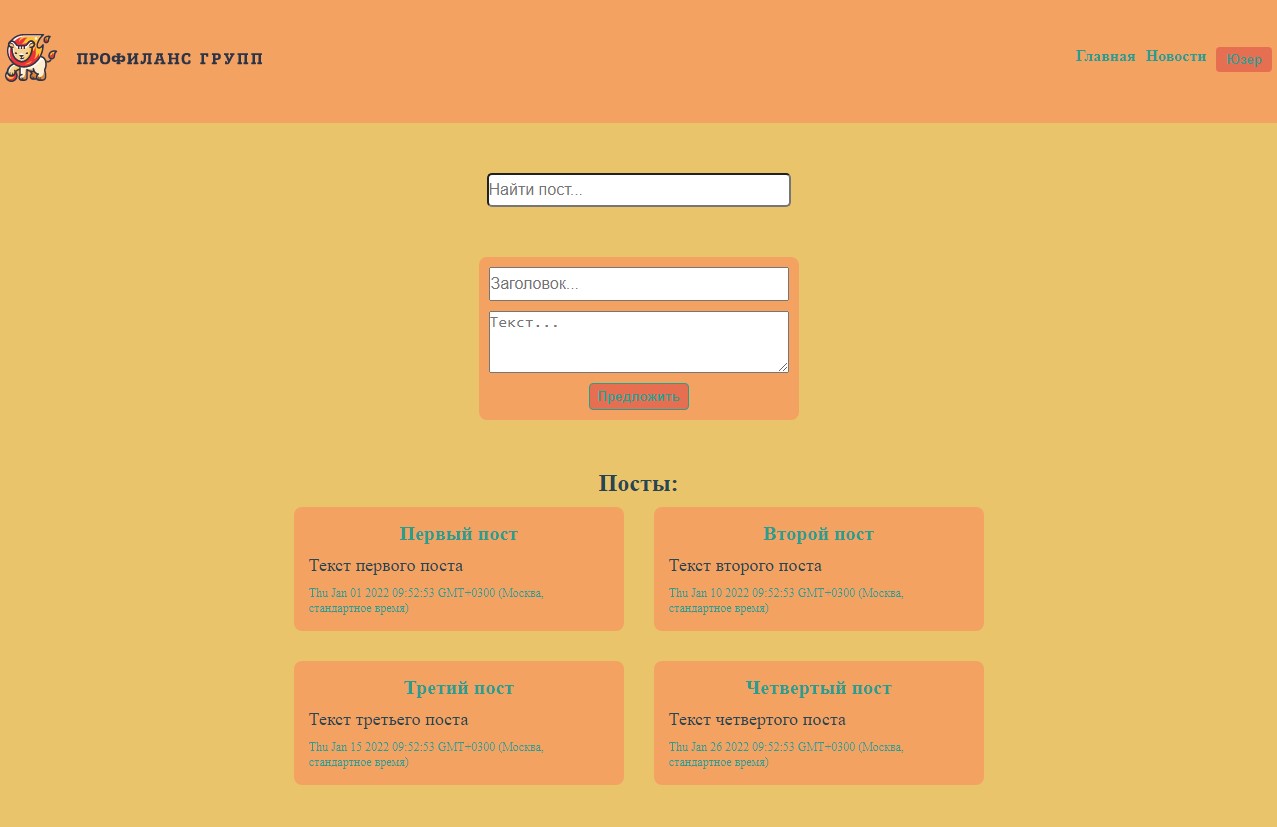 ПРОФИЛАНС ГРУПП
Главная Новости Юзер
Найти пост...
Заголовок...
Текст...
Предложить
Посты:
Первый пост
Текст первого поста
Thu Jan 01 2022 09:52:53 GMT+0300 (Москва,
стандартное время)
Второй пост
Текст второго поста
Thu Jan 10 2022 09:52:53 GMT+0300 (Москва,
стандартное время)
Третий пост
Текст третьего поста
Thu Jan 15 2022 09:52:53 GMT+0300 (Москва,
стандартное время)
Четвертый пост
Текст четвертого поста
Thu Jan 26 2022 09:52:53 GMT+0300 (Москва,
стандартное время)